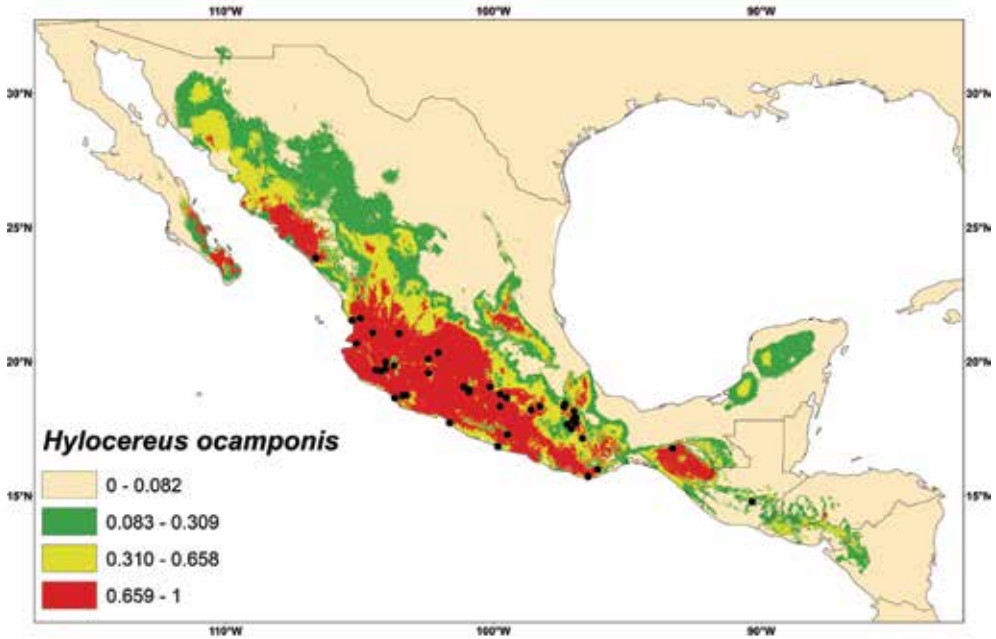 110°W 100°W 90°W
30°N 30°N
25°N 25°N
20°N 20°N
15°N 15°N
Hylocereus ocamponis
0 - 0.082
0.083 - 0.309
0.310 - 0.658
0.659 - 1
110°W 100°W 90°W